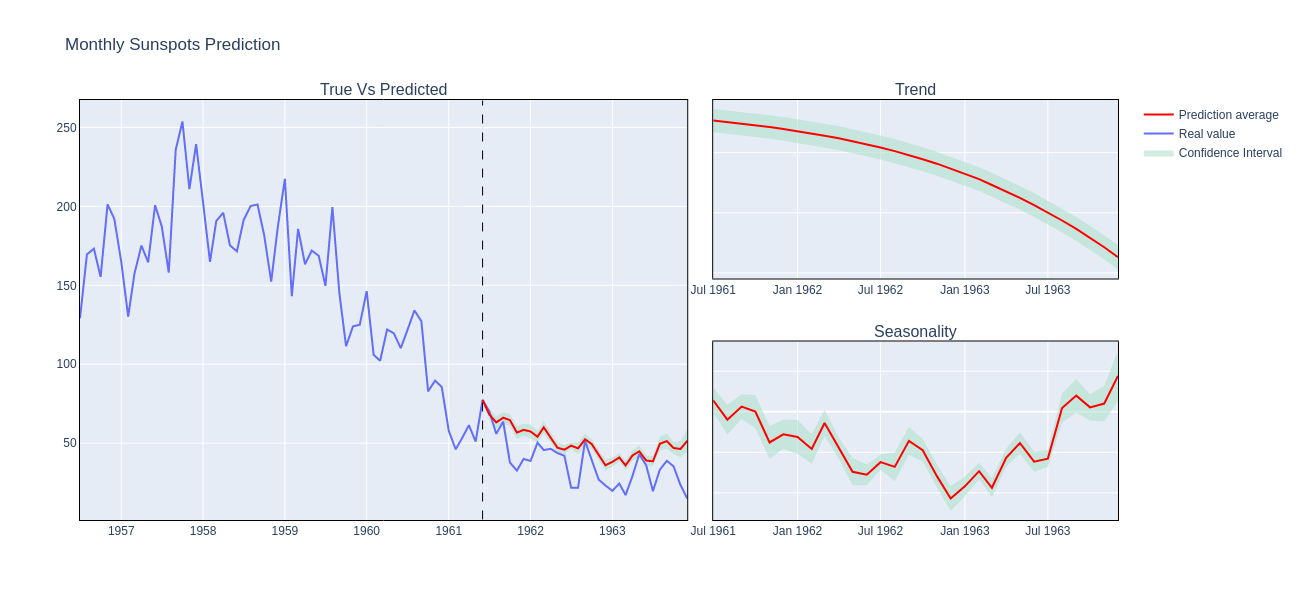 Monthly Sunspots Prediction
True Vs Predicted
250
200
150
100
50
1957 1958 1959 1960 1961 1962 1963
Trend
Jul 1961 Jan 1962 Jul 1962 Jan 1963 Jul 1963
Seasonality
Jul 1961 Jan 1962 Jul 1962 Jan 1963 Jul 1963
Prediction average
Real value
Confidence Interval